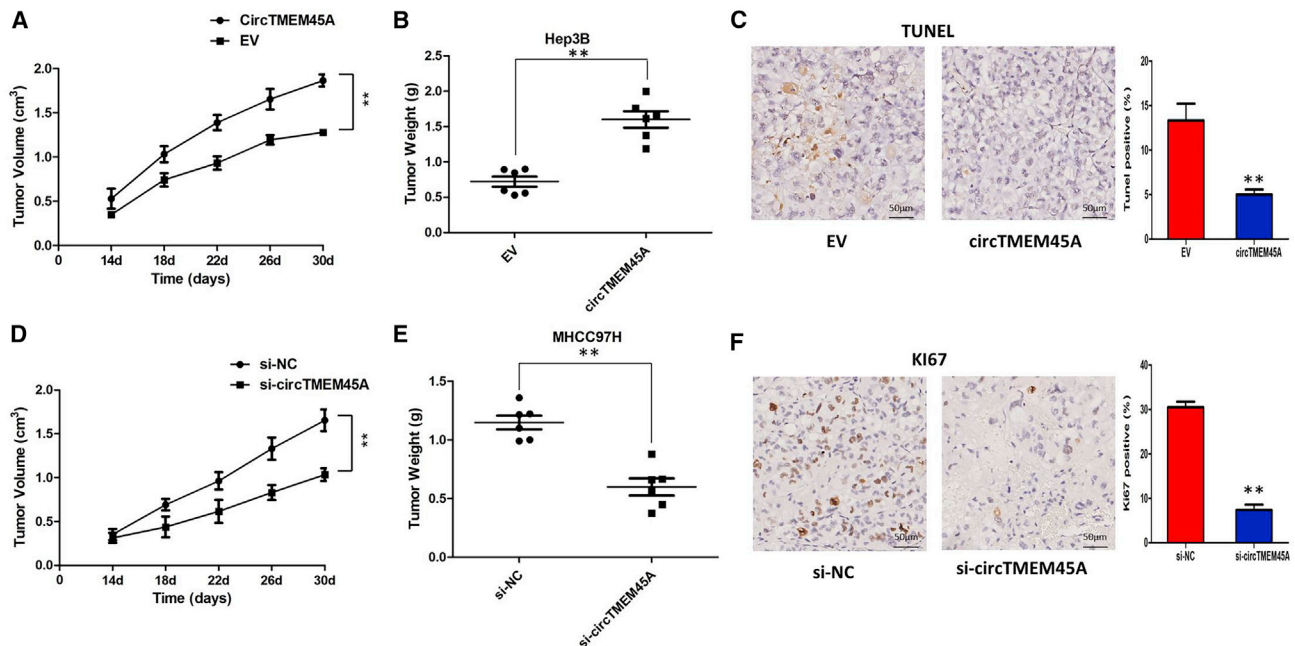 A
CircTMEM45A
EV
Tumor Volume (cm3)
2.0
1.5
1.0
0.5
0.0
0
14d
18d
22d
26d
30d
Time (days)
**
B
Hep3B
**
Tumor Weight (g)
2.5
2.0
1.5
1.0
0.5
0.0
EV
circTMEM45A
C
TUNEL
50μm
50μm
EV
circTMEM45A
Tunel positive (%)
20
15
10
5
0
**
EV
circTMEM45A
D
si-NC
si-circTMEM45A
Tumor Volume (cm3)
2.0
1.5
1.0
0.5
0.0
0
14d
18d
22d
26d
30d
Time (days)
**
E
MHCC97H
**
Tumor Weight (g)
1.5
1.0
0.5
0.0
si-NC
si-circTMEM45A
F
KI67
50μm
50μm
si-NC
si-circTMEM45A
Ki67 positive (%)
40
30
20
10
0
**
si-NC
si-circTMEM45A